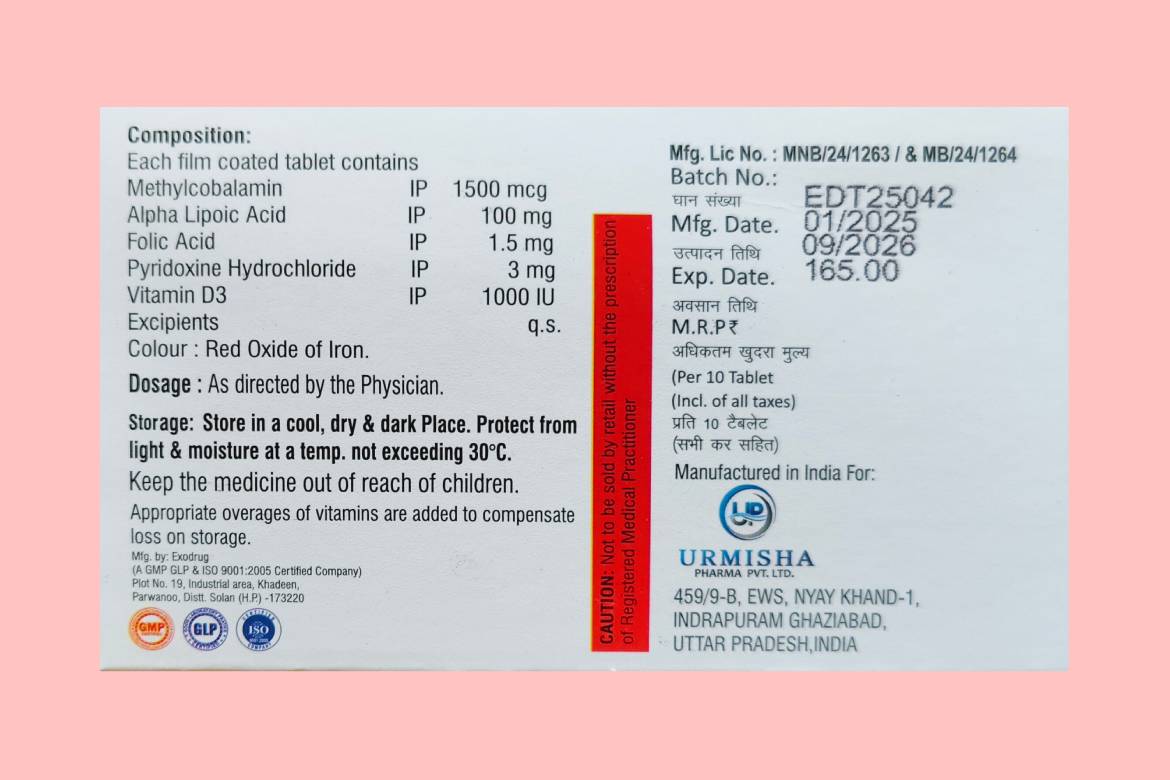 Composition:
Each film coated tablet contains
Methylcobalamin IP 1500 mcg
Alpha Lipoic Acid IP 100 mg
Folic Acid IP 1.5 mg
Pyridoxine Hydrochloride IP 3 mg
Vitamin D3 IP 1000 IU
Excipients q.s.
Colour : Red Oxide of Iron.
Dosage : As directed by the Physician.
Storage: Store in a cool, dry & dark Place. Protect from
light & moisture at a temp. not exceeding 30°C.
Keep the medicine out of reach of children.
Appropriate overages of vitamins are added to compensate
loss on storage.
Mfg. by: Exodrug
(A GMP GLP & ISO 9001:2005 Certified Company)
Plot No. 19, Industrial area, Khadeen,
Parwanoo, Distt. Solan (H.P.) -173220
GMP
GLP
ISO
CAUTION: Not to be sold by retail without the prescription
of Registered Medical Practitioner
Mfg. Lic No. : MNB/24/1263 / & MB/24/1264
Batch No.:
घान संख्या EDT25042
Mfg. Date. 01/2025
उत्पादन तिथि 09/2026
Exp. Date. 165.00
अवसान तिथि
M.R.P₹
अधिकतम खुदरा मुल्य
(Per 10 Tablet
(Incl. of all taxes)
प्रति 10 टैबलेट
(सभी कर सहित)
Manufactured in India For:
URMISHA
PHARMA PVT. LTD.
459/9-B, EWS, NYAY KHAND-1,
INDRAPURAM GHAZIABAD,
UTTAR PRADESH,INDIA